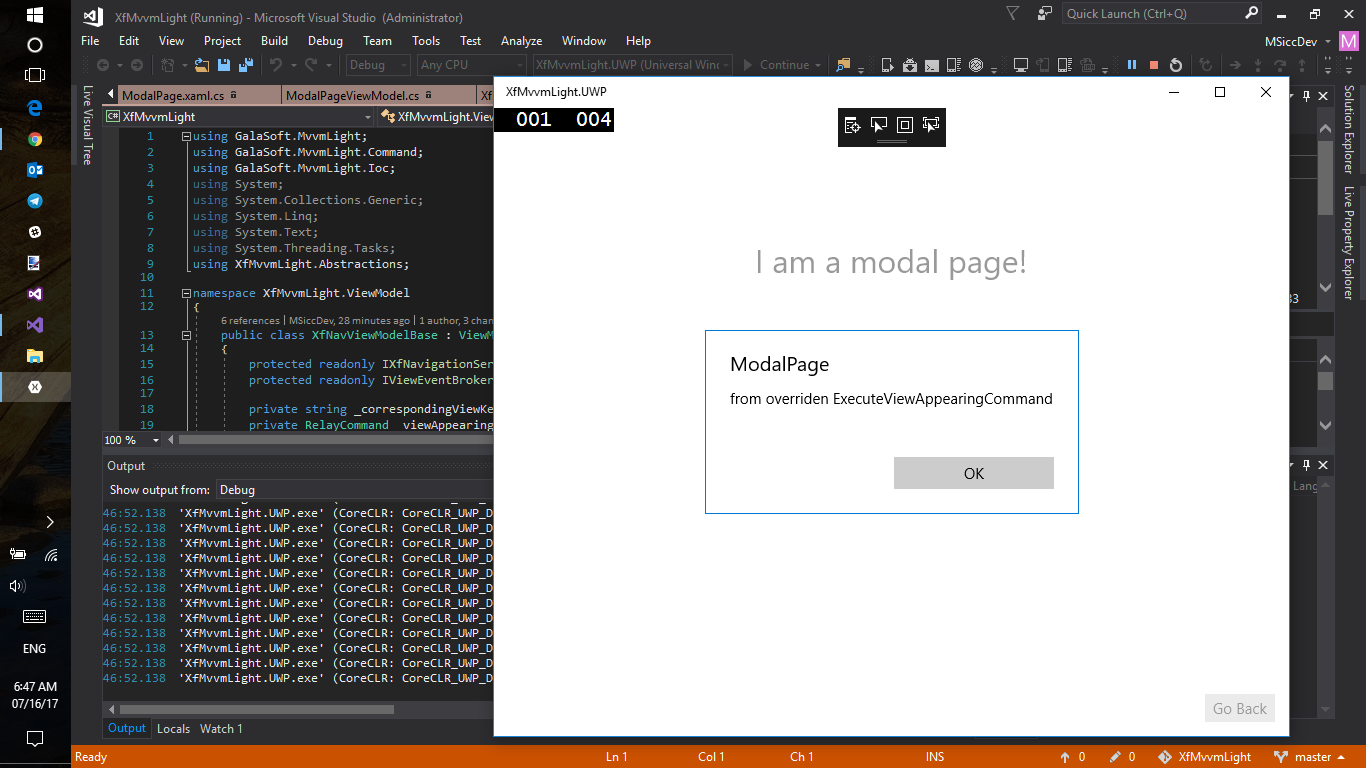 XfMvvmLight (Running) - Microsoft Visual Studio (Administrator)
Quick Launch (Ctrl+Q)
File Edit View Project Build Debug Team Tools Test Analyze Window Help
MSiccDev M
Debug Any CPU XfMvvmLight.UWP (Universal Win Continue
Live Visual Tree
ModalPage.xaml.cs ModalPageViewModel.cs Xf
C# XfMvvmLight XfMvvmLight.View
1 using GalaSoft.MvvmLight;
2 using GalaSoft.MvvmLight.Command;
3 using GalaSoft.MvvmLight.Ioc;
4 using System;
5 using System.Collections.Generic;
6 using System.Linq;
7 using System.Text;
8 using System.Threading.Tasks;
9 using XfMvvmLight.Abstractions;
10
11 namespace XfMvvmLight.ViewModel
12 {
6 references | MSiccDev, 28 minutes ago | 1 author, 3 chan
13 public class XfNavViewModelBase : ViewM
14 {
15 protected readonly IXfNavigationSer
16 protected readonly IViewEventBroker
17
18 private string _correspondingViewKe
19 private RelayCommand _viewAppearing
100 %
Output
Show output from: Debug
46:52.138 'XfMvvmLight.UWP.exe' (CoreCLR: CoreCLR_UWP_D
46:52.138 'XfMvvmLight.UWP.exe' (CoreCLR: CoreCLR_UWP_D
46:52.138 'XfMvvmLight.UWP.exe' (CoreCLR: CoreCLR_UWP_D
46:52.138 'XfMvvmLight.UWP.exe' (CoreCLR: CoreCLR_UWP_D
46:52.138 'XfMvvmLight.UWP.exe' (CoreCLR: CoreCLR_UWP_D
46:52.138 'XfMvvmLight.UWP.exe' (CoreCLR: CoreCLR_UWP_D
46:52.138 'XfMvvmLight.UWP.exe' (CoreCLR: CoreCLR_UWP_D
46:52.138 'XfMvvmLight.UWP.exe' (CoreCLR: CoreCLR_UWP_D
46:52.138 'XfMvvmLight.UWP.exe' (CoreCLR: CoreCLR_UWP_D
46:52.138 'XfMvvmLight.UWP.exe' (CoreCLR: CoreCLR_UWP_D
46:52.138 'XfMvvmLight.UWP.exe' (CoreCLR: CoreCLR_UWP_D
46:52.138 'XfMvvmLight.UWP.exe' (CoreCLR: CoreCLR_UWP_D
Output Locals Watch 1
XfMvvmLight.UWP
001 004
I am a modal page!
ModalPage
from overriden ExecuteViewAppearingCommand
OK
Go Back
Solution Explorer
Live Property Explorer
33
Lang
ENG
6:47 AM
07/16/17
Ready Ln 1 Col 1 Ch 1 INS 0 0 XfMvvmLight master